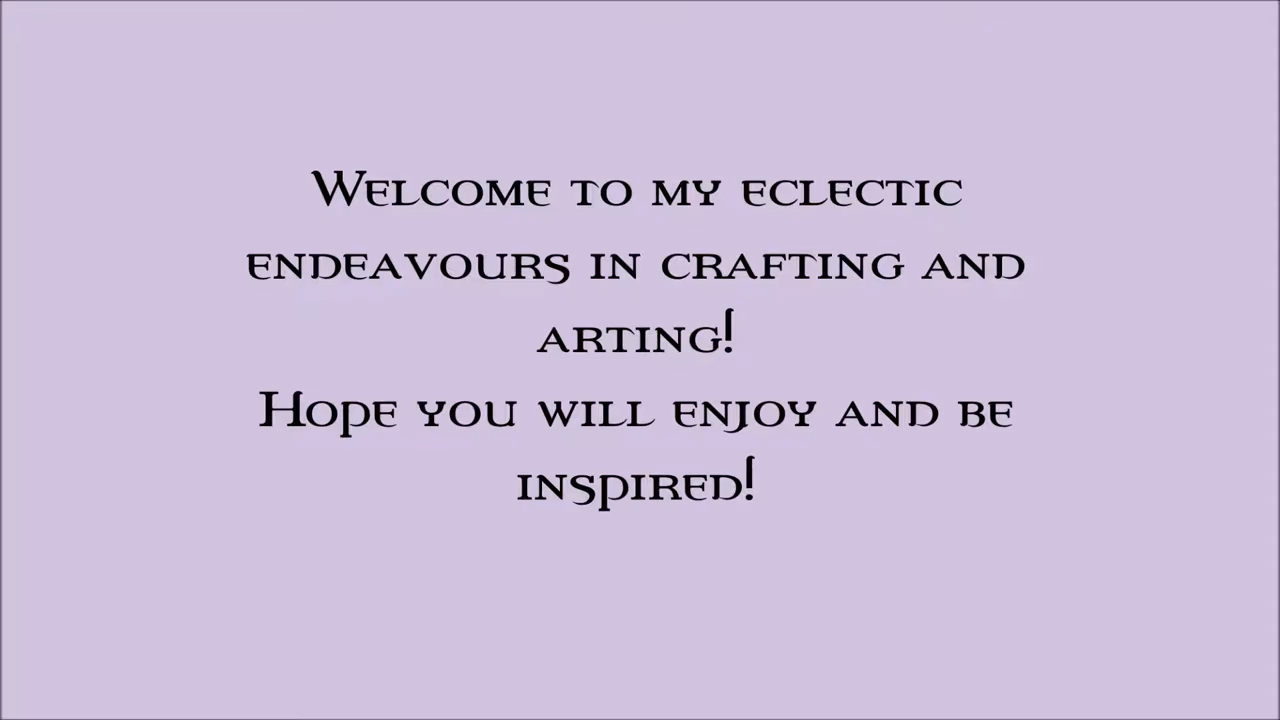 Welcome to my eclectic
endeavours in crafting and
arting!
Hope you will enjoy and be
inspired!